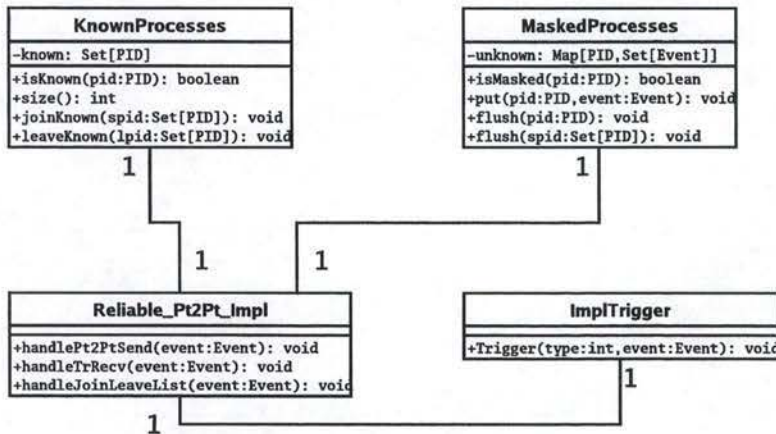 KnownProcesses
-known: Set[PID]
+isKnown(pid:PID): boolean
+size(): int
+joinKnown(spid:Set[PID]): void
+leaveKnown(lpid:Set[PID]): void
1
MaskedProcesses
-unknown: Map[PID,Set[Event]]
+isMasked(pid:PID): boolean
+put(pid:PID,event:Event): void
+flush(pid:PID): void
+flush(spid:Set[PID]): void
1
1
1
Reliable_Pt2Pt_Impl
+handlePt2PtSend(event:Event): void
+handleTrRecv(event:Event): void
+handleJoinLeaveList(event:Event): void
1
ImplTrigger
+Trigger(type:int,event:Event): void
1